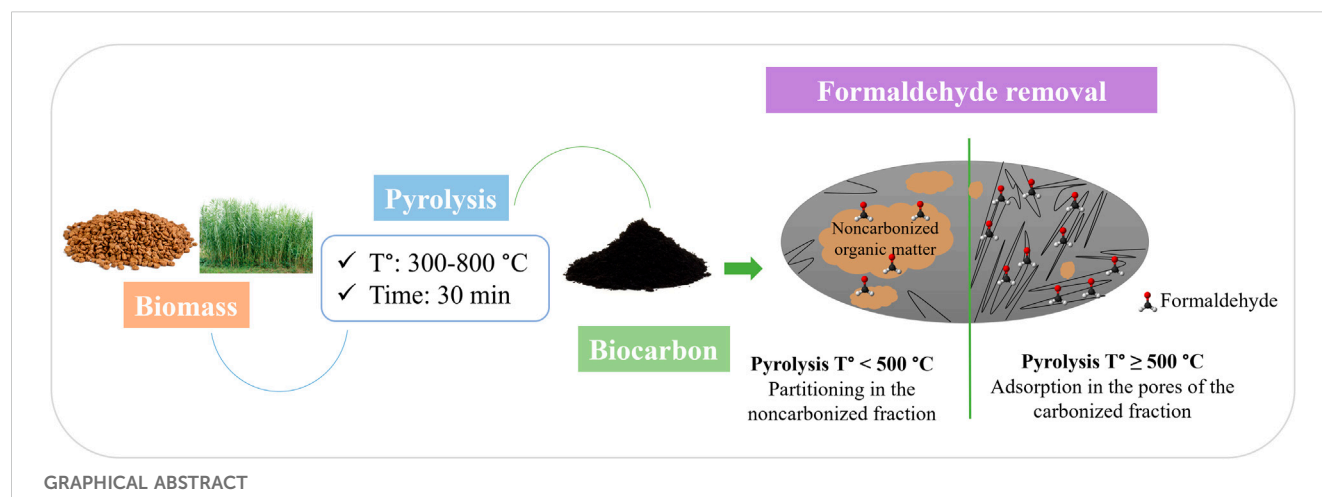 Formaldehyde removal
Pyrolysis
✓ T°: 300-800 °C
✓ Time: 30 min
Biomass
Biocarbon
Noncarbonized
organic matter
Formaldehyde
Pyrolysis T° < 500 °C
Partitioning in the
noncarbonized fraction
Pyrolysis T° ≥ 500 °C
Adsorption in the pores of the
carbonized fraction
GRAPHICAL ABSTRACT